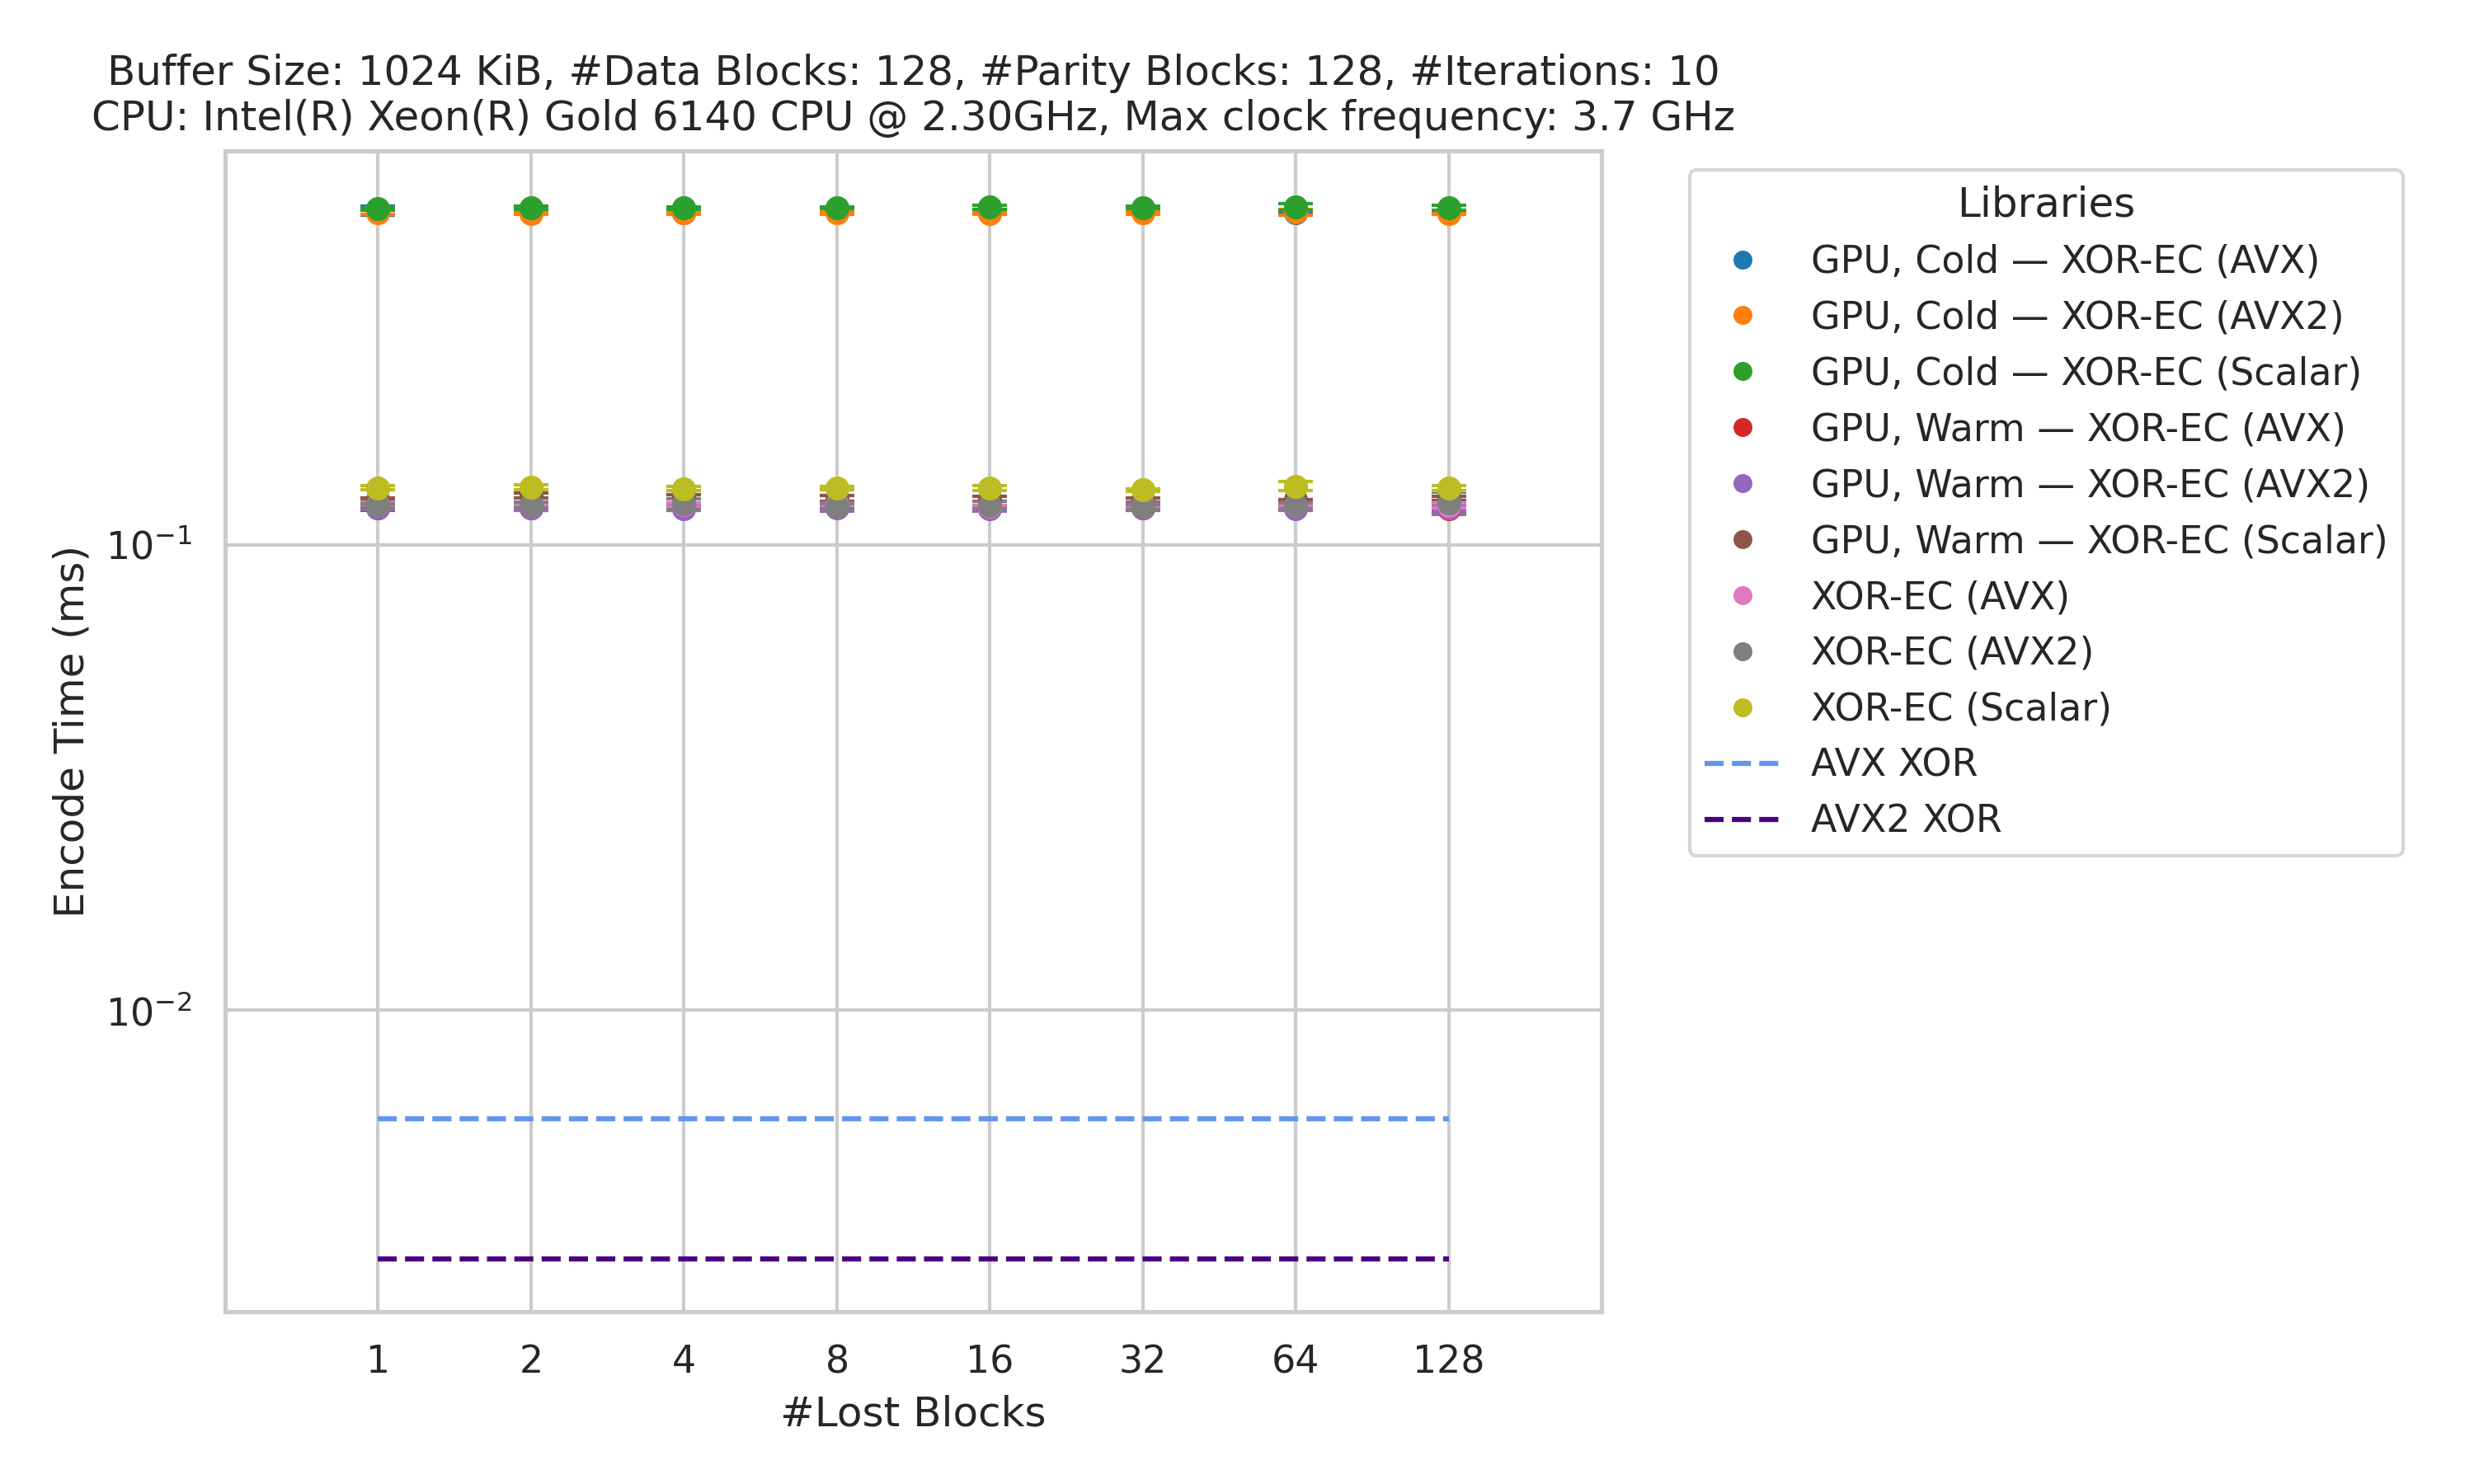 Buffer Size: 1024 KiB, #Data Blocks: 128, #Parity Blocks: 128, #Iterations: 10
CPU: Intel(R) Xeon(R) Gold 6140 CPU @ 2.30GHz, Max clock frequency: 3.7 GHz
Encode Time (ms)
10⁻¹
10⁻²
1 2 4 8 16 32 64 128
#Lost Blocks
Libraries
GPU, Cold — XOR-EC (AVX)
GPU, Cold — XOR-EC (AVX2)
GPU, Cold — XOR-EC (Scalar)
GPU, Warm — XOR-EC (AVX)
GPU, Warm — XOR-EC (AVX2)
GPU, Warm — XOR-EC (Scalar)
XOR-EC (AVX)
XOR-EC (AVX2)
XOR-EC (Scalar)
AVX XOR
AVX2 XOR